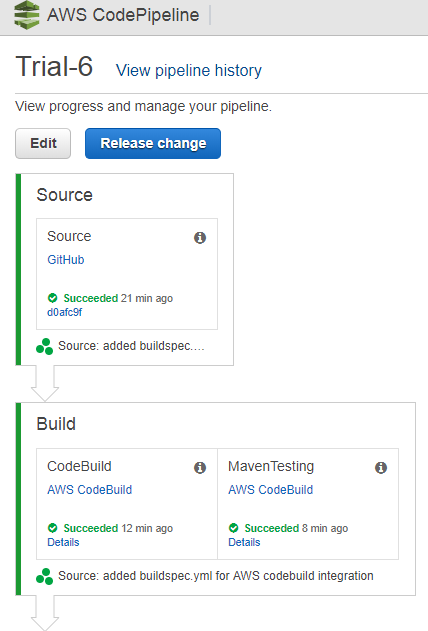 AWS CodePipeline
Trial-6 View pipeline history
View progress and manage your pipeline.
Edit Release change
Source
Source
GitHub
Succeeded 21 min ago
d0afc9f
Source: added buildspec....
Build
CodeBuild MavenTesting
AWS CodeBuild AWS CodeBuild
Succeeded 12 min ago Succeeded 8 min ago
Details Details
Source: added buildspec.yml for AWS codebuild integration